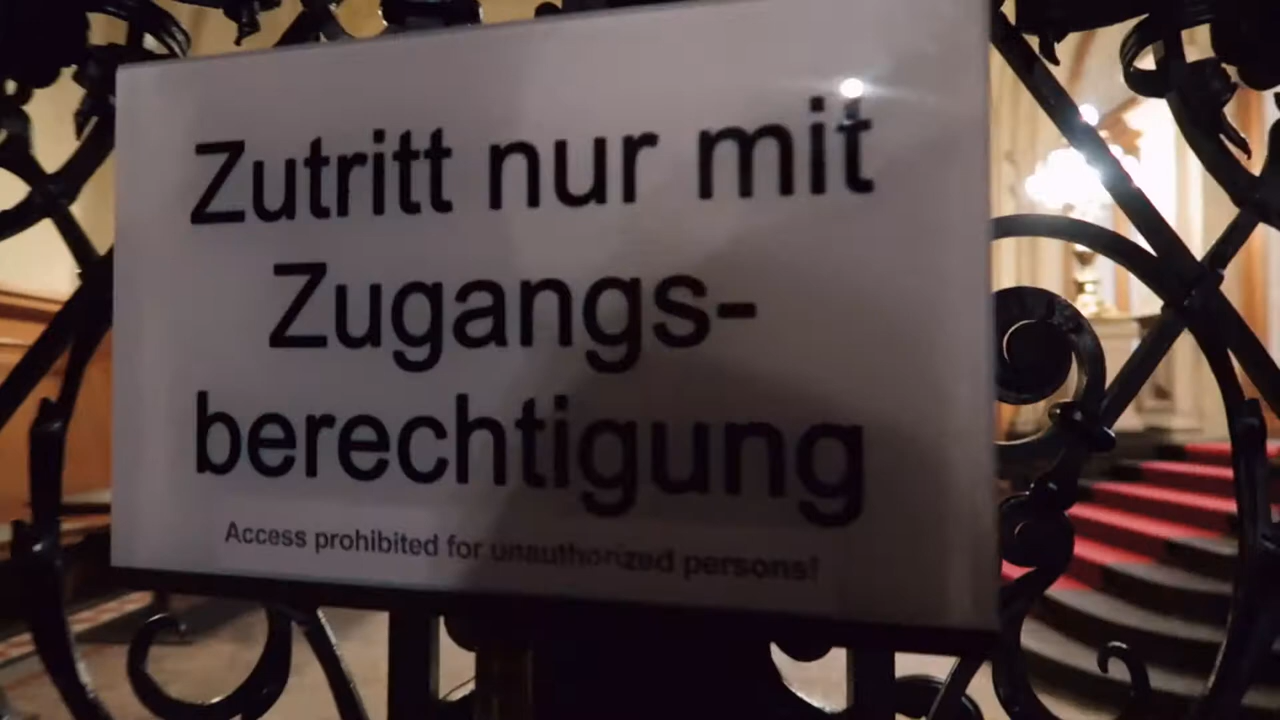 Zutritt nur mit
Zugangs-
berechtigung
Access prohibited for unauthorized persons!